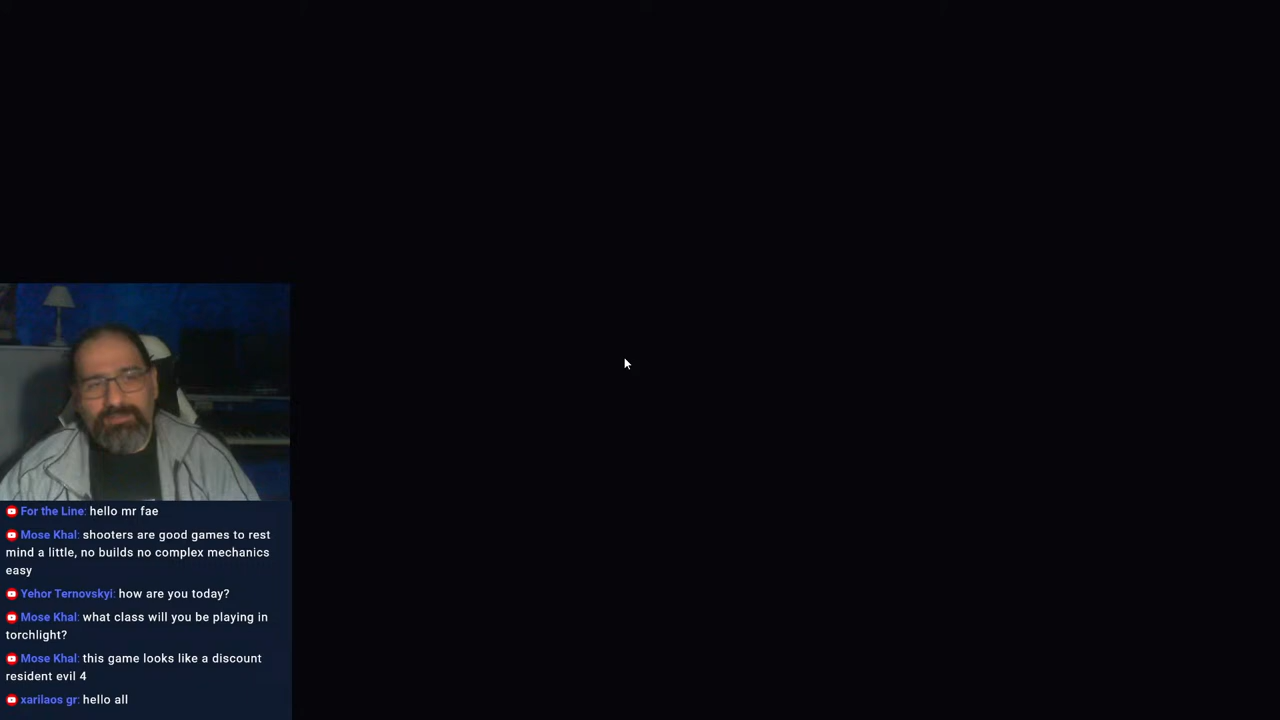 For the Line: hello mr fae
Mose Khal: shooters are good games to rest
mind a little, no builds no complex mechanics
easy
Yehor Ternovskyi: how are you today?
Mose Khal: what class will you be playing in
torchlight?
Mose Khal: this game looks like a discount
resident evil 4
xarilaos gr: hello all